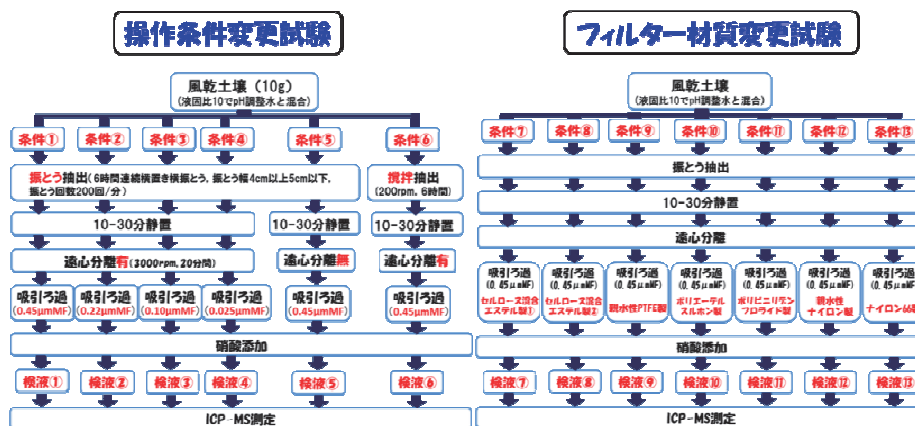 操作条件変更試験
風乾土壌（10g）
(液固比10でpH調整水と混合)
条件① 条件② 条件③ 条件④ 条件⑤ 条件⑥
振とう抽出(6時間連続横置き横振とう, 振とう幅4cm以上5cm以下,
振とう回数200回/分)
攪拌抽出
(200rpm, 6時間)
10-30分静置 10-30分静置 10-30分静置
遠心分離有(3000rpm, 20分間) 遠心分離無 遠心分離有
吸引ろ過 吸引ろ過 吸引ろ過 吸引ろ過 吸引ろ過 吸引ろ過
(0.45μmMF) (0.22μmMF) (0.10μmMF) (0.025μmMF) (0.45μmMF) (0.45μmMF)
硝酸添加
検液① 検液② 検液③ 検液④ 検液⑤ 検液⑥
ICP-MS測定
フィルター材質変更試験
風乾土壌
(液固比10でpH調整水と混合)
条件⑦ 条件⑧ 条件⑨ 条件⑩ 条件⑪ 条件⑫ 条件⑬
振とう抽出
10-30分静置
遠心分離
吸引ろ過 吸引ろ過 吸引ろ過 吸引ろ過 吸引ろ過 吸引ろ過 吸引ろ過
(0.45μmMF) (0.45μmMF) (0.45μmMF) (0.45μmMF) (0.45μmMF) (0.45μmMF) (0.45μmMF)
セルロース混合 セルロース混合 親水性PTFE製 ポリエーテル ポリビニリデン 親水性 ナイロン66製
エステル製① エステル製② スルホン製 フロライド製 ナイロン製
硝酸添加
検液⑦ 検液⑧ 検液⑨ 検液⑩ 検液⑪ 検液⑫ 検液⑬
ICP-MS測定